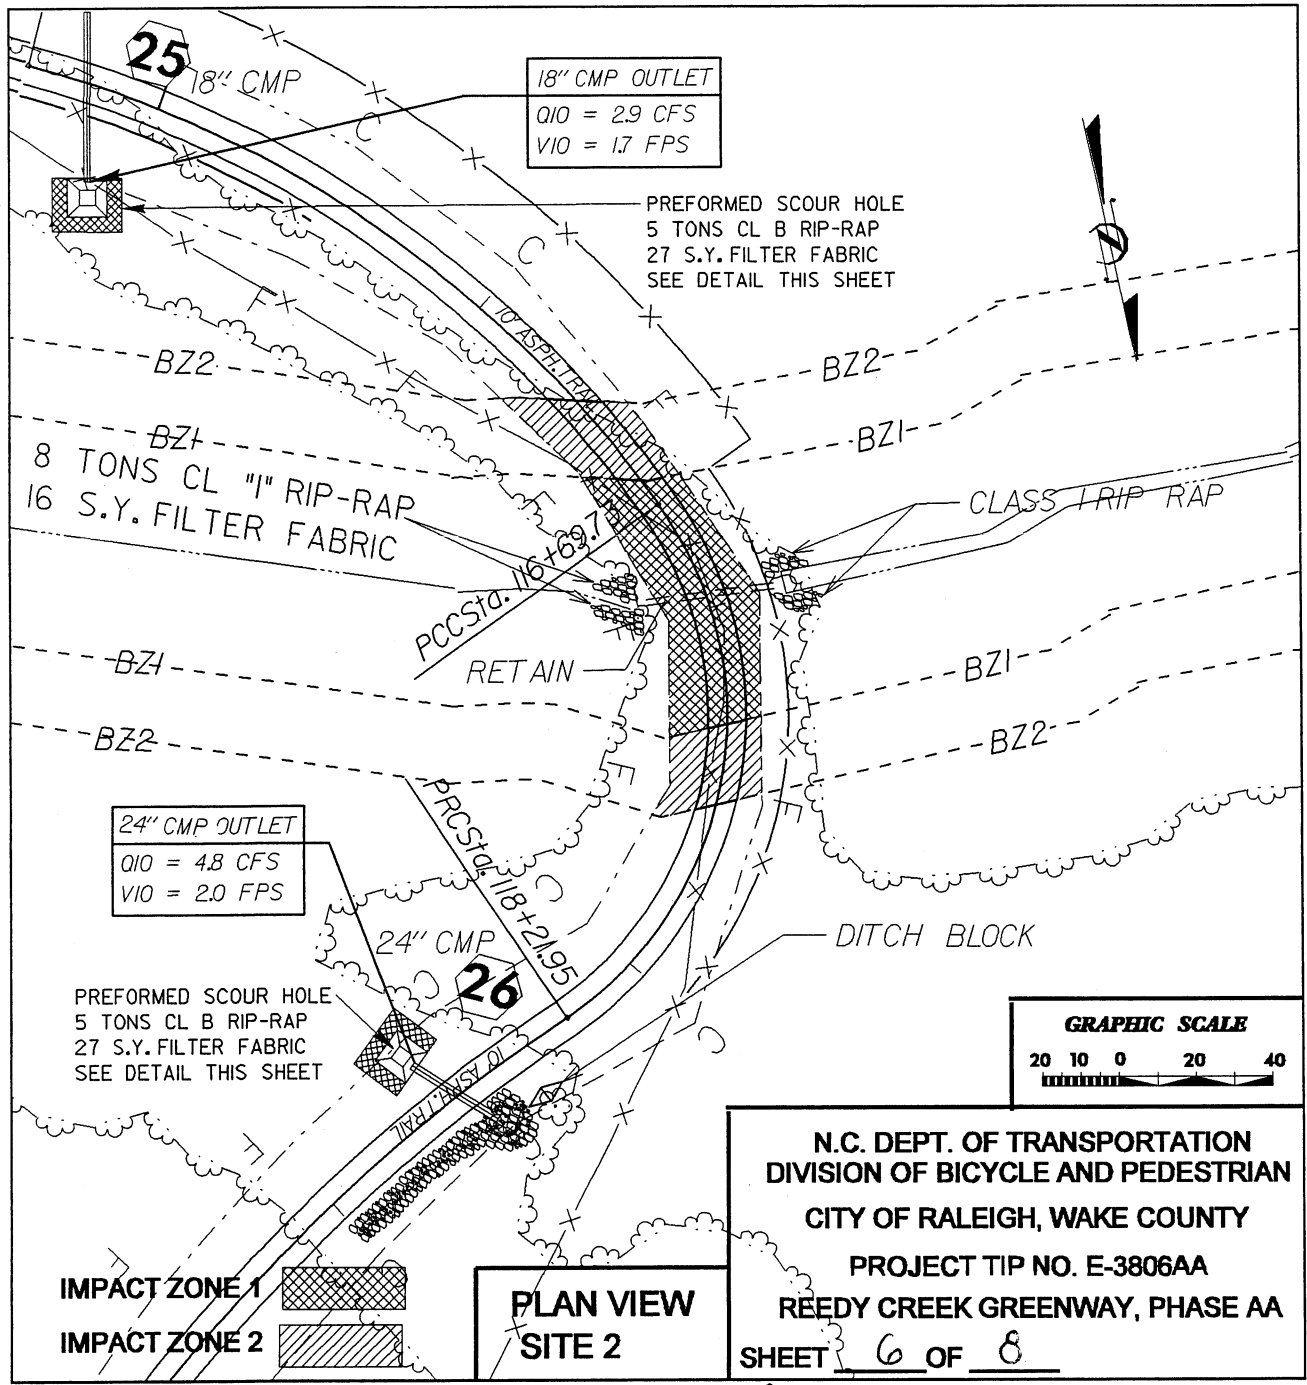 25
18" CMP
18" CMP OUTLET
Q10 = 2.9 CFS
V10 = 1.7 FPS
PREFORMED SCOUR HOLE
5 TONS CL B RIP-RAP
27 S.Y. FILTER FABRIC
SEE DETAIL THIS SHEET
C
C
F
F
F
F
F
F
F
10' ASPH. TRAIL
BZ2
BZ2
BZ1
BZ1
8 TONS CL "I" RIP-RAP
16 S.Y. FILTER FABRIC
CLASS I RIP RAP
PCCSta. 116+69.7
RETAIN
BZ1
BZ1
BZ2
BZ2
PRCSta. 118+21.95
24" CMP OUTLET
Q10 = 4.8 CFS
V10 = 2.0 FPS
24" CMP
26
DITCH BLOCK
PREFORMED SCOUR HOLE
5 TONS CL B RIP-RAP
27 S.Y. FILTER FABRIC
SEE DETAIL THIS SHEET
10' ASPH. TRAIL
C
C
C
F
F
GRAPHIC SCALE
20 10 0 20 40
N.C. DEPT. OF TRANSPORTATION
DIVISION OF BICYCLE AND PEDESTRIAN
CITY OF RALEIGH, WAKE COUNTY
PROJECT TIP NO. E-3806AA
REEDY CREEK GREENWAY, PHASE AA
SHEET 6 OF 8
IMPACT ZONE 1
IMPACT ZONE 2
PLAN VIEW
SITE 2